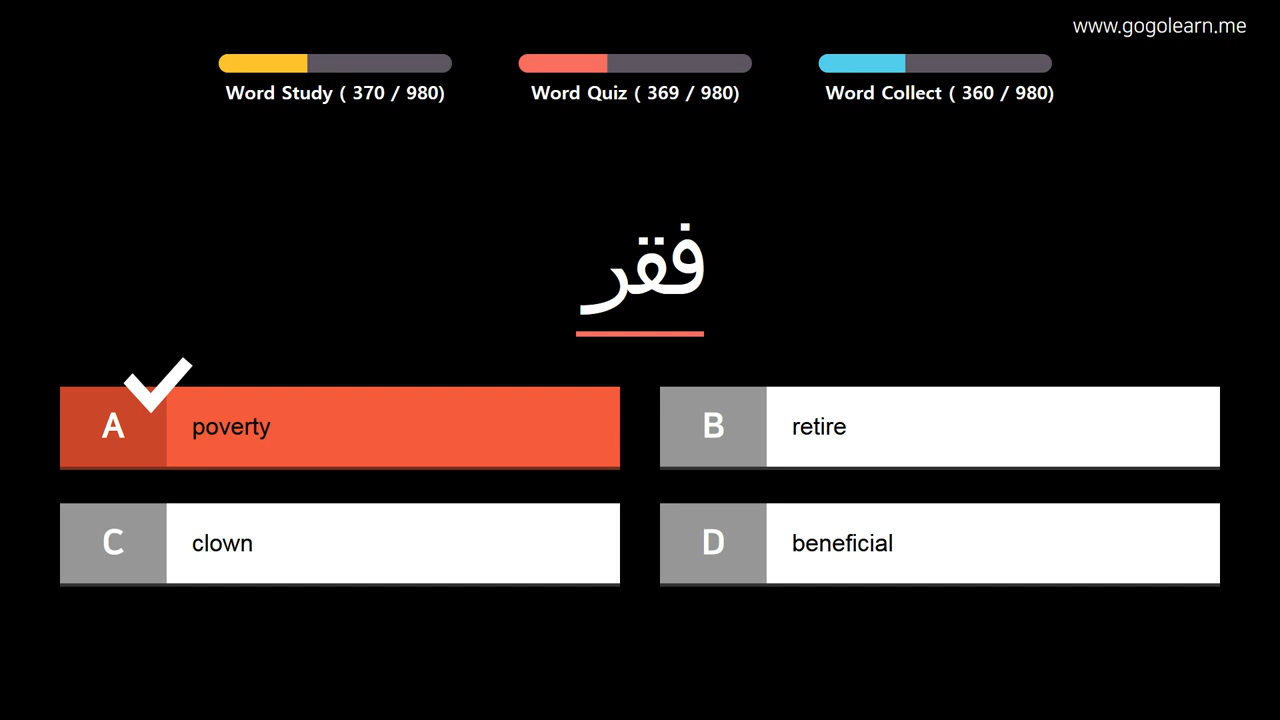 www.gogolearn.me
Word Study ( 370 / 980)
Word Quiz ( 369 / 980)
Word Collect ( 360 / 980)
فقر
A poverty
B retire
C clown
D beneficial